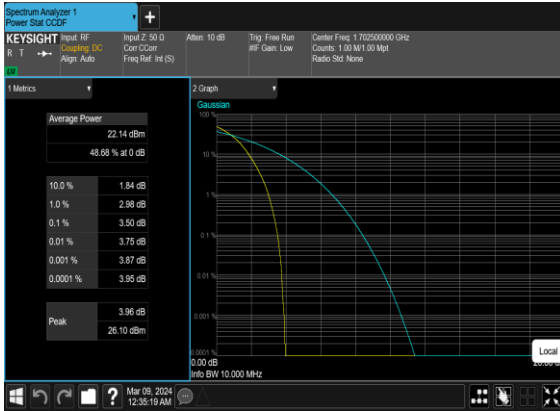 Spectrum Analyzer 1
Power Stat CCDF
+
KEYSIGHT
R T
Input: RF
Coupling: DC
Align: Auto
Input Z: 50 Ω
Corr CCorr
Freq Ref: Int (S)
Atten: 10 dB
Trig: Free Run
#IF Gain: Low
Center Freq: 1.702500000 GHz
Counts: 1.00 M/1.00 Mpt
Radio Std: None
1 Metrics
Average Power
22.14 dBm
48.68 % at 0 dB
10.0 % 1.84 dB
1.0 % 2.98 dB
0.1 % 3.50 dB
0.01 % 3.75 dB
0.001 % 3.87 dB
0.0001 % 3.95 dB
Peak
3.96 dB
26.10 dBm
2 Graph
Gaussian
100 %
10 %
1 %
0.1 %
0.01 %
0.001 %
0.0001 %
0.00 dB
Info BW 10.000 MHz
Local
?
Mar 09, 2024
12:35:19 AM